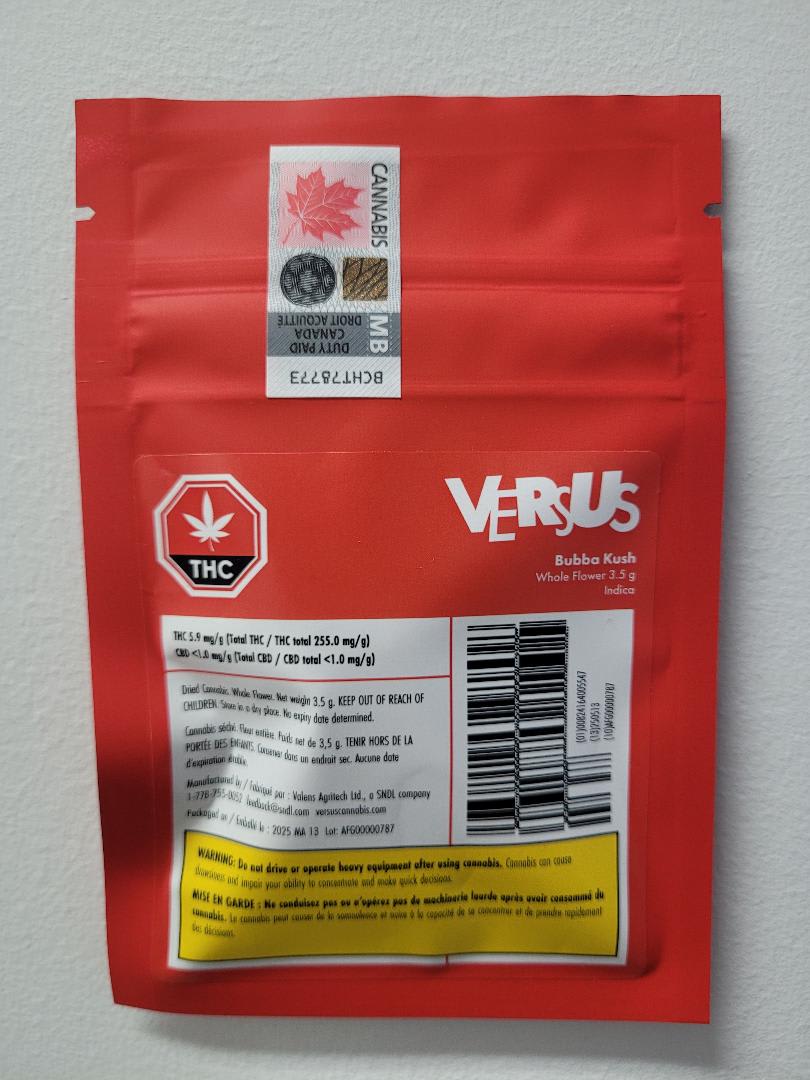 CANNABIS
MB
DUTY PAID
CANADA
DROIT ACQUITTÉ
BCHT78773
THC
VERSUS
Bubba Kush
Whole Flower 3.5 g
Indica
THC 5.9 mg/g (Total THC / THC total 255.0 mg/g)
CBD <1.0 mg/g (Total CBD / CBD total <1.0 mg/g)
Dried Cannabis. Whole Flower. Net weight 3.5 g. KEEP OUT OF REACH OF
CHILDREN. Store in a dry place. No expiry date determined.
Cannabis séché. Fleur entière. Poids net de 3,5 g. TENIR HORS DE LA
PORTÉE DES ENFANTS. Conserver dans un endroit sec. Aucune date
d'expiration établie.
Manufactured by / Fabriqué par : Valens Agritech Ltd., a SNDL company
1-778-755-0052 feedback@sndl.com versuscannabis.com
Packaged on / Emballé le : 2025 MA 13 Lot: AFG00000787
(01)00824164005547
(13)250513
(10)AFG00000787
WARNING: Do not drive or operate heavy equipment after using cannabis. Cannabis can cause
drowsiness and impair your ability to concentrate and make quick decisions.
MISE EN GARDE : Ne conduisez pas ou n'opérez pas de machinerie lourde après avoir consommé du
cannabis. Le cannabis peut causer de la somnolence et nuire à la capacité de se concentrer et de prendre rapidement
des décisions.